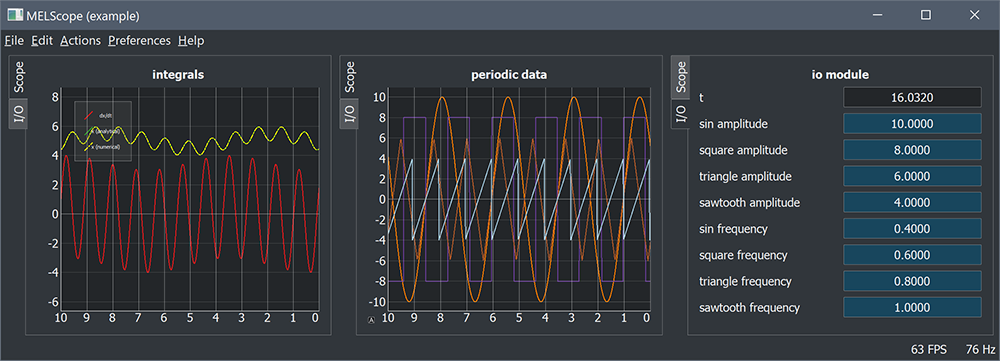 MELScope (example)
File Edit Actions Preferences Help
Scope
I/O
integrals
dx/dt
x (analytical)
x (numerical)
8
6
4
2
0
-2
-4
-6
10 9 8 7 6 5 4 3 2 1 0
Scope
I/O
periodic data
10
8
6
4
2
0
-2
-4
-6
-8
-10
A
10 9 8 7 6 5 4 3 2 1 0
Scope
I/O
io module
t 16.0320
sin amplitude 10.0000
square amplitude 8.0000
triangle amplitude 6.0000
sawtooth amplitude 4.0000
sin frequency 0.4000
square frequency 0.6000
triangle frequency 0.8000
sawtooth frequency 1.0000
63 FPS 76 Hz